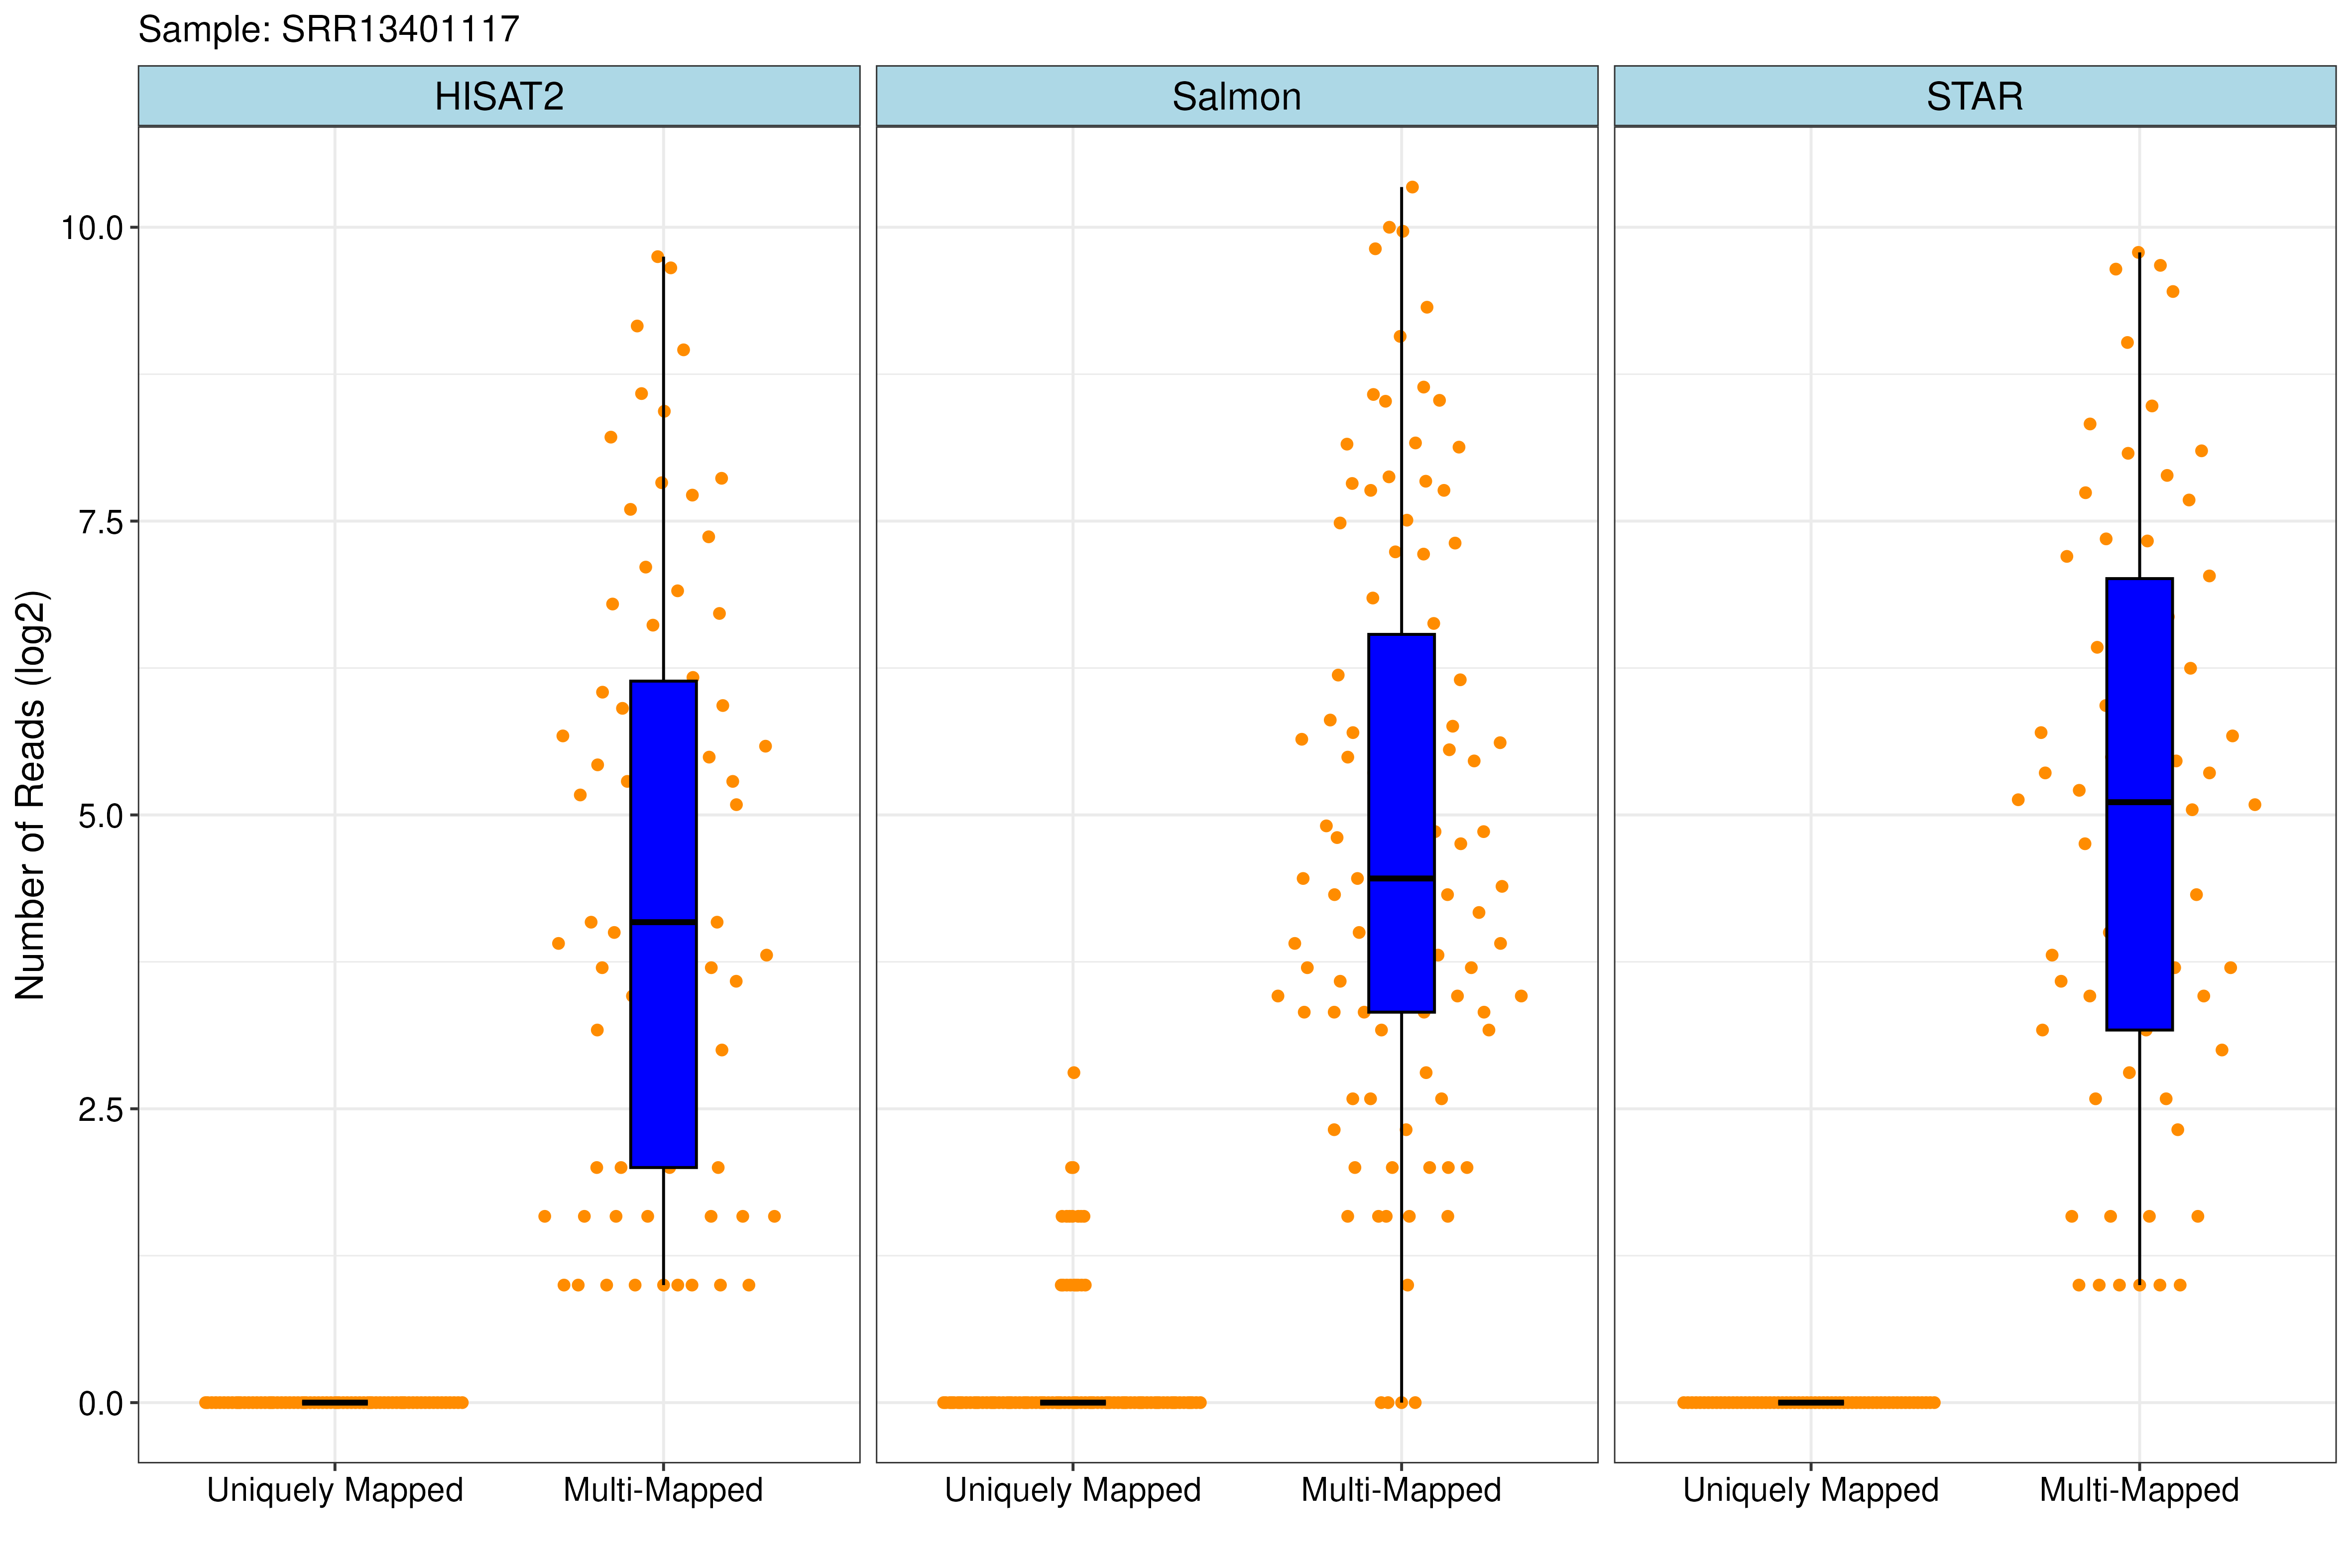 Sample: SRR13401117
HISAT2 Salmon STAR
Number of Reads (log2)
10.0
7.5
5.0
2.5
0.0
Uniquely Mapped Multi-Mapped Uniquely Mapped Multi-Mapped Uniquely Mapped Multi-Mapped